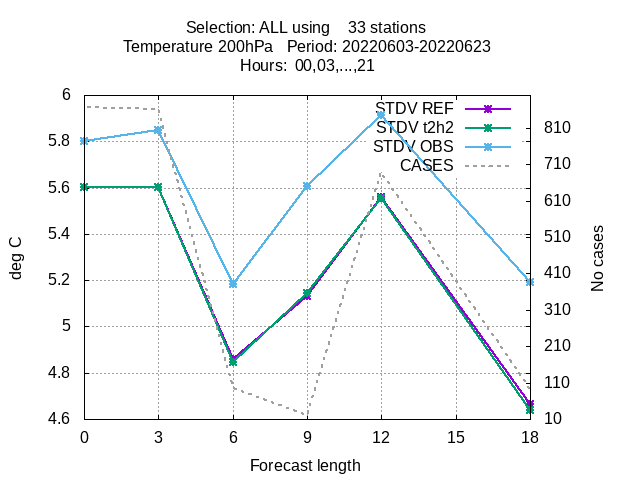 Selection: ALL using    33 stations
Temperature 200hPa   Period: 20220603-20220623
Hours:  00,03,...,21
STDV REF
STDV t2h2
STDV OBS
CASES
6
5.8
5.6
5.4
5.2
5
4.8
4.6
deg C
810
710
610
510
410
310
210
110
10
No cases
0 3 6 9 12 15 18
Forecast length